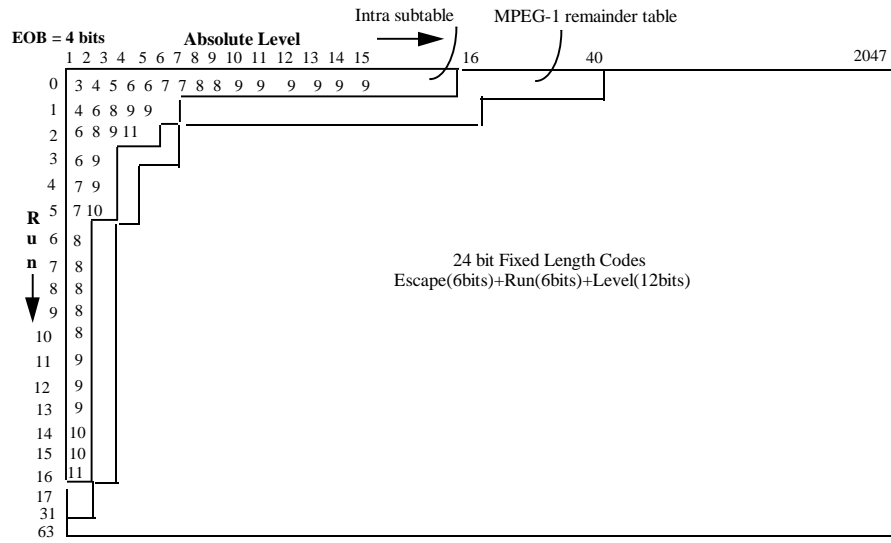 Intra subtable
MPEG-1 remainder table
EOB = 4 bits
Absolute Level
1 2 3 4 5 6 7 8 9 10 11 12 13 14 15 16 40 2047
0 3 4 5 6 6 7 7 8 8 9 9 9 9 9 9
1 4 6 8 9 9
2 6 8 9 11
3 6 9
4 7 9
5 7 10
Run
6 8
7 8
8 8
9 8
10 8
11 9
12 9
13 9
14 10
15 10
16 11
17
31
63
24 bit Fixed Length Codes
Escape(6bits)+Run(6bits)+Level(12bits)